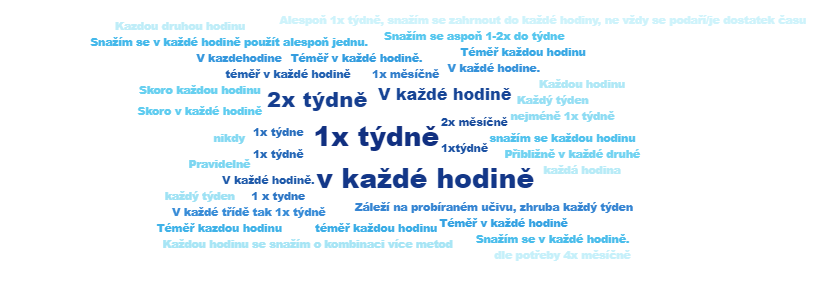 Alespoň 1x týdně, snažím se zahrnout do každé hodiny, ne vždy se podaří/je dostatek času
Kazdou druhou hodinu
Snažím se aspoň 1-2x do týdne
Snažím se v každé hodině použít alespoň jednu.
Téměř každou hodinu
V kazdehodine
Téměř v každé hodině.
V každé hodine.
téměř v každé hodině
1x měsíčně
Skoro každou hodinu
2x týdně
V každé hodině
Každou hodinu
Každý týden
Skoro v každé hodině
nejméně 1x týdně
2x měsíčně
nikdy
1x týdne
1x týdně
snažím se každou hodinu
1xtýdně
1x týdně
Přibližně v každé druhé
Pravidelně
každá hodina
V každé hodině.
v každé hodině
každý týden
1 x tydne
V každé třídě tak 1x týdně
Záleží na probíraném učivu, zhruba každý týden
Téměř kazdou hodinu
téměř každou hodinu
Téměř v každé hodině
Každou hodinu se snažím o kombinaci více metod
Snažím se v každé hodině.
dle potřeby 4x měsíčně